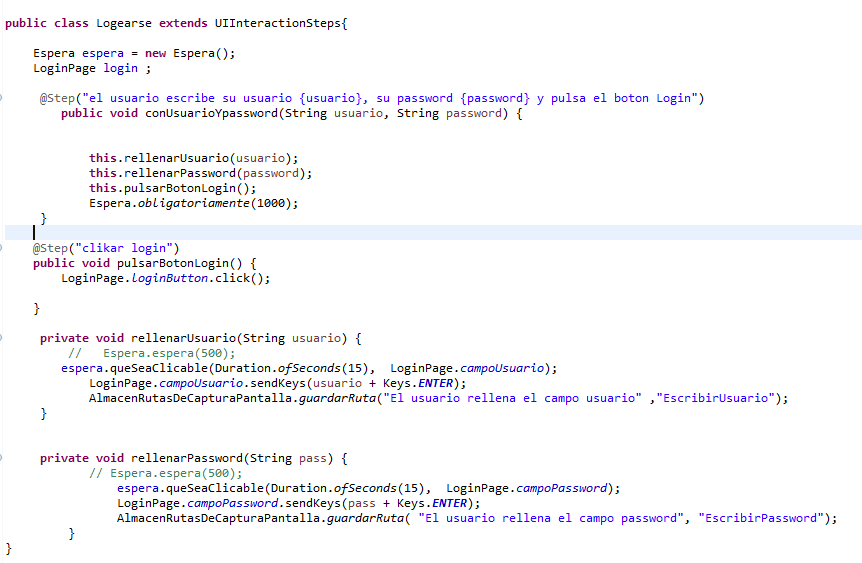 public class Logearse extends UIInteractionSteps{
Espera espera = new Espera();
LoginPage login ;
@Step("el usuario escribe su usuario {usuario}, su password {password} y pulsa el boton Login")
public void conUsuarioYpassword(String usuario, String password) {
this.rellenarUsuario(usuario);
this.rellenarPassword(password);
this.pulsarBotonLogin();
Espera.obligatoriamente(1000);
}
@Step("clikar login")
public void pulsarBotonLogin() {
LoginPage.loginButton.click();
}
private void rellenarUsuario(String usuario) {
// Espera.espera(500);
espera.queSeaClicable(Duration.ofSeconds(15), LoginPage.campoUsuario);
LoginPage.campoUsuario.sendKeys(usuario + Keys.ENTER);
AlmacenRutasDeCapturaPantalla.guardarRuta("El usuario rellena el campo usuario" ,"EscribirUsuario");
}
private void rellenarPassword(String pass) {
// Espera.espera(500);
espera.queSeaClicable(Duration.ofSeconds(15), LoginPage.campoPassword);
LoginPage.campoPassword.sendKeys(pass + Keys.ENTER);
AlmacenRutasDeCapturaPantalla.guardarRuta( "El usuario rellena el campo password", "EscribirPassword");
}
}